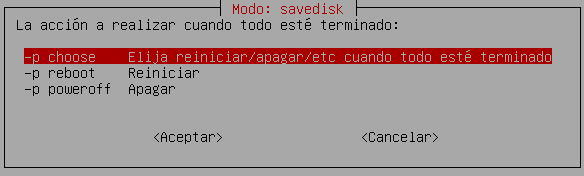 Modo: savedisk
La acción a realizar cuando todo esté terminado:
-p choose Elija reiniciar/apagar/etc cuando todo esté terminado
-p reboot Reiniciar
-p poweroff Apagar
<Aceptar> <Cancelar>